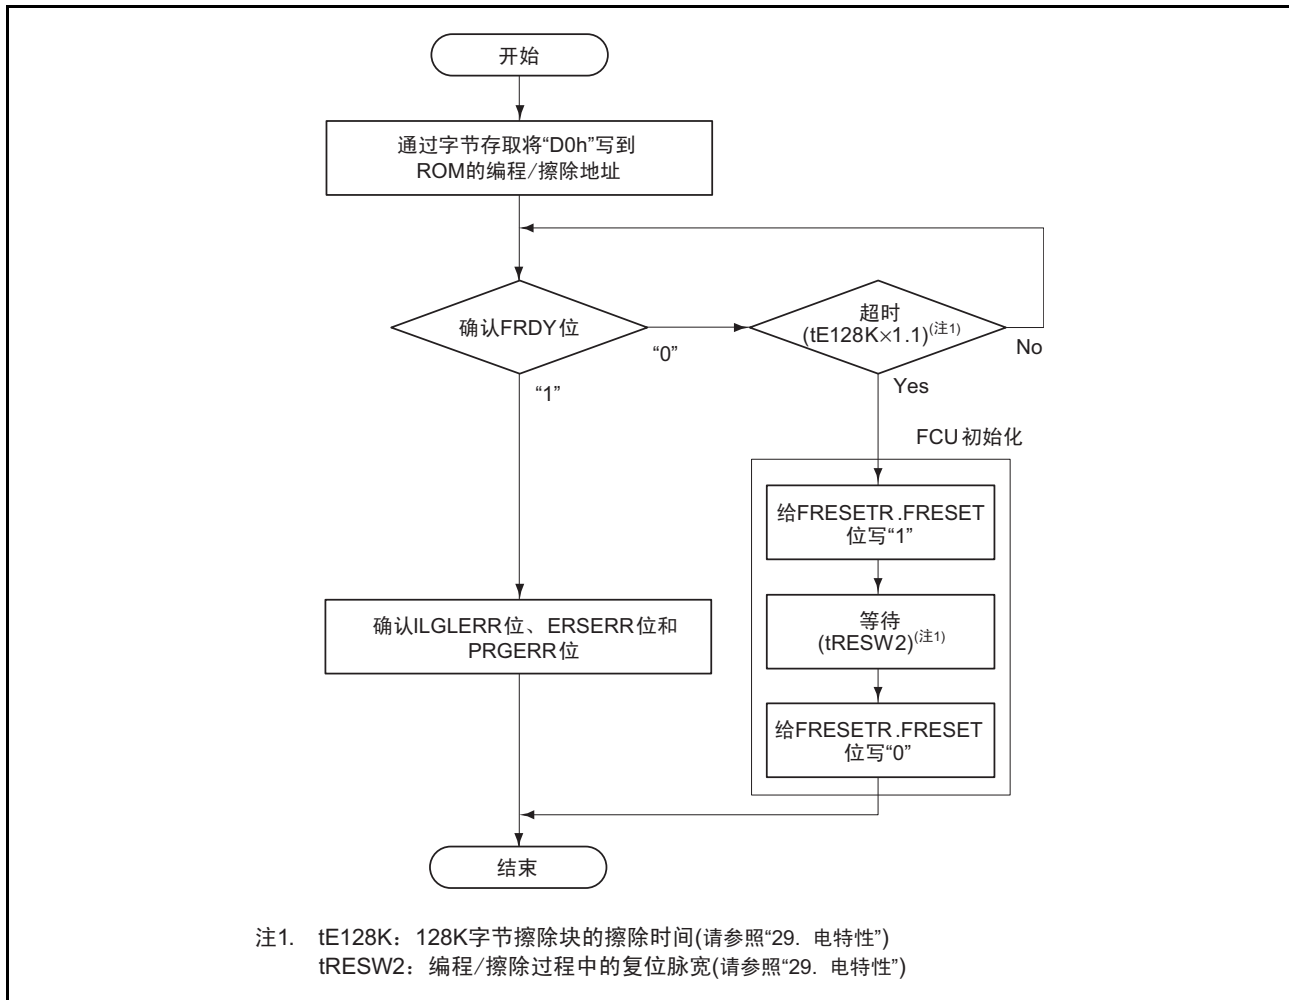 开始
通过字节存取将“D0h”写到
ROM的编程/擦除地址
确认FRDY位
“0”
“1”
超时
(tE128K×1.1)(注1)
No
Yes
FCU初始化
给FRESETR.FRESET
位写“1”
等待
(tRESW2)(注1)
给FRESETR.FRESET
位写“0”
确认ILGLERR位、ERSERR位和
PRGERR位
结束
注1. tE128K：128K字节擦除块的擦除时间(请参照“29. 电特性”)
tRESW2：编程/擦除过程中的复位脉宽(请参照“29. 电特性”)